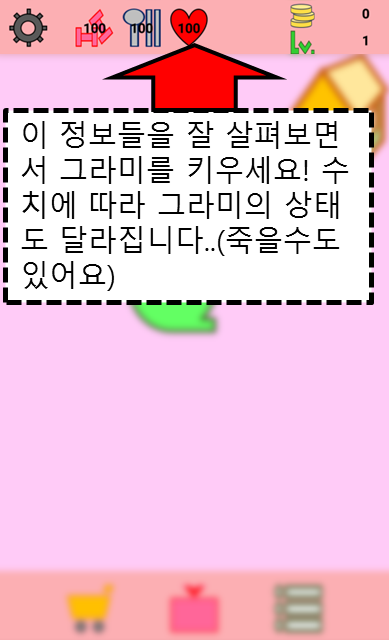 100 100 100 0
Lv. 1
이 정보들을 잘 살펴보면
서 그라미를 키우세요! 수
치에 따라 그라미의 상태
도 달라집니다..(죽을수도
있어요)